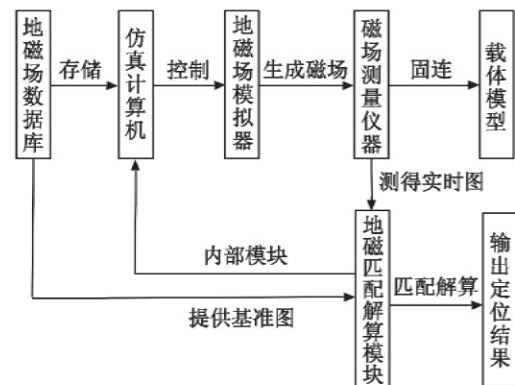 地磁场数据库
存储
仿真计算机
控制
地磁场模拟器
生成磁场
磁场测量仪器
固连
载体模型
测得实时图
内部模块
提供基准图
地磁匹配解算模块
匹配解算
输出定位结果